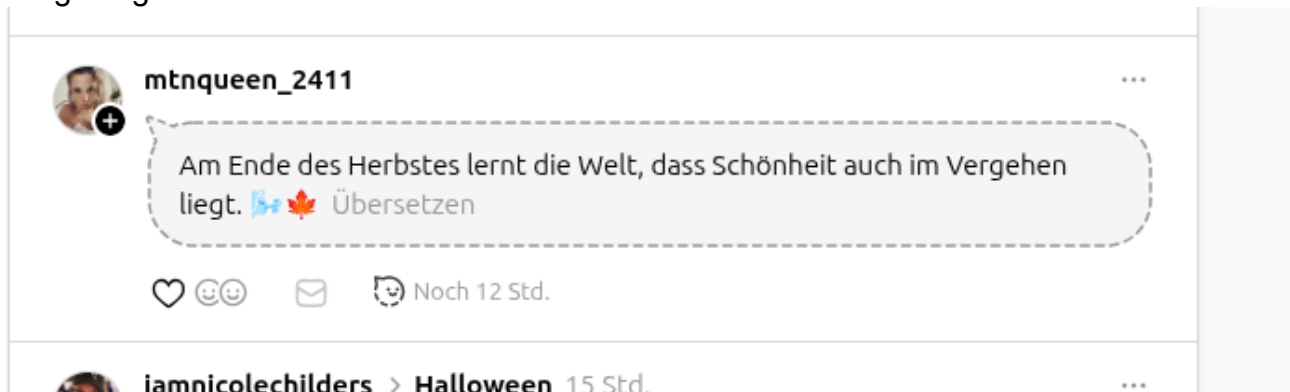 mtnqueen_2411
Am Ende des Herbstes lernt die Welt, dass Schönheit auch im Vergehen
liegt. 🌬️🍁 Übersetzen
Noch 12 Std.
iamnicolechilders > Halloween 15 Std.